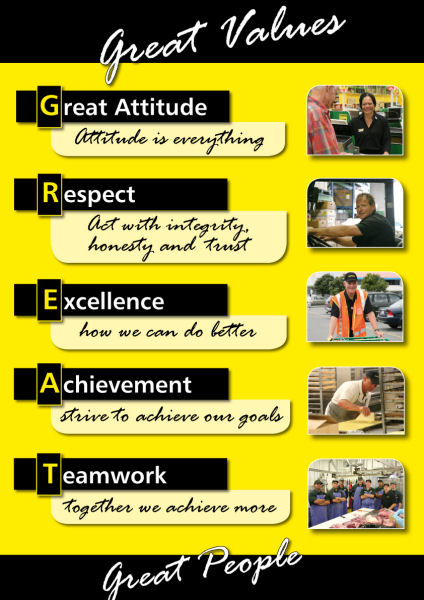 Great Values
Great Attitude
Attitude is everything
Respect
Act with integrity,
honesty and trust
Excellence
how we can do better
Achievement
strive to achieve our goals
Teamwork
together we achieve more
Great People